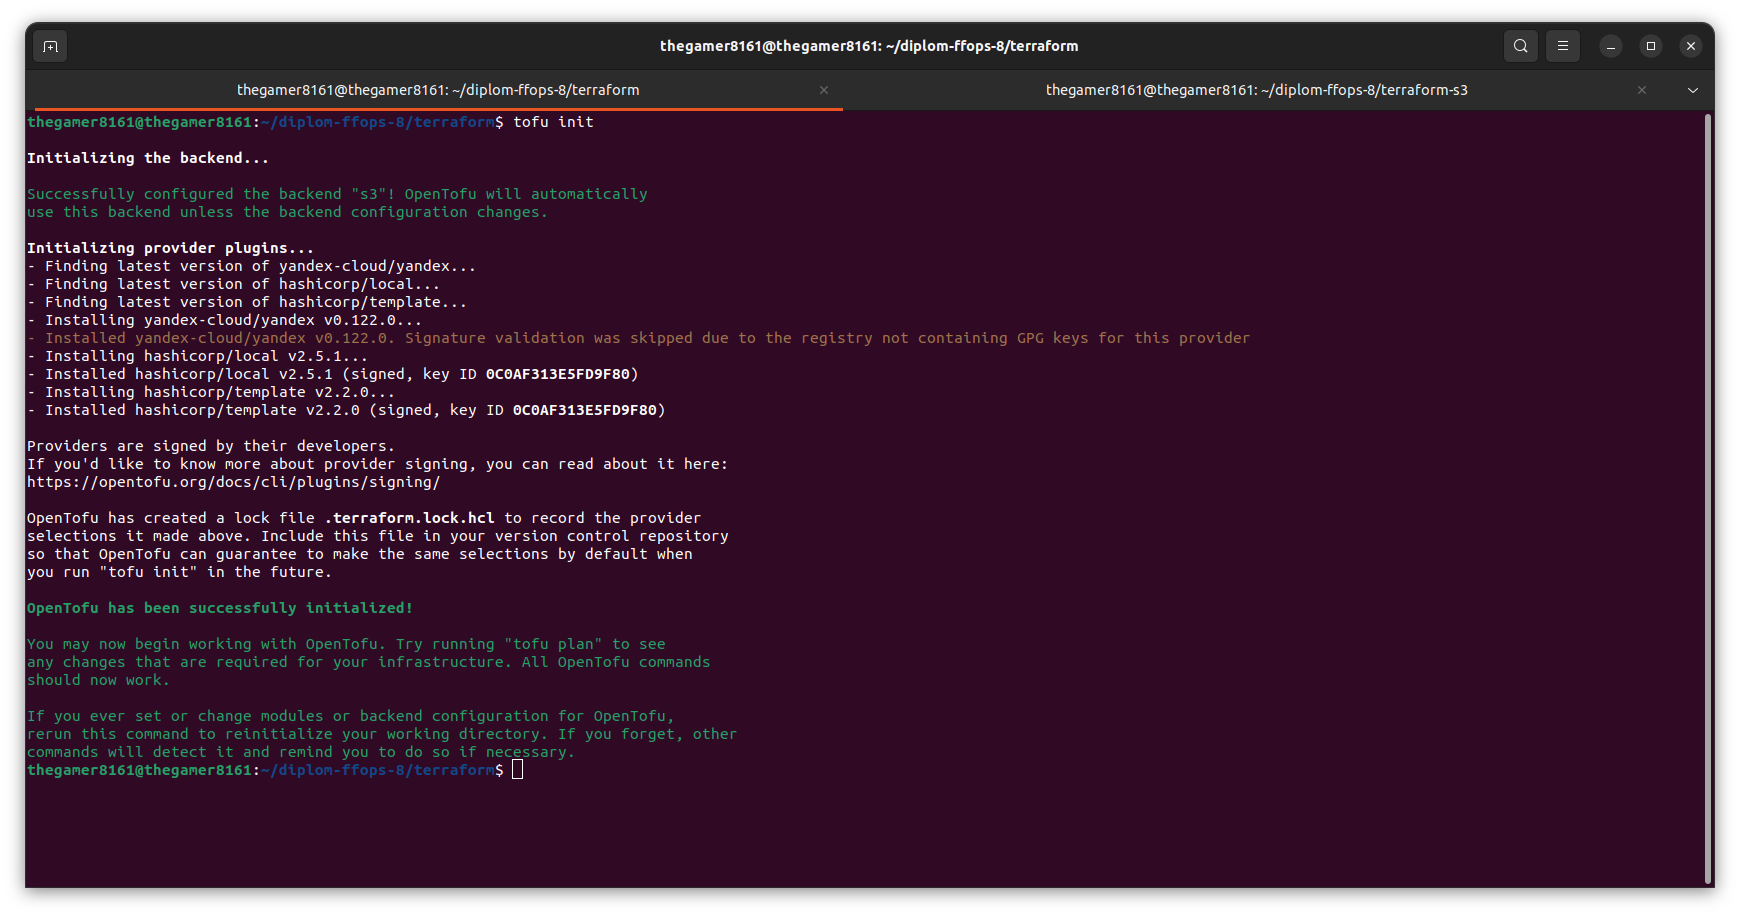 thegamer8161@thegamer8161: ~/diplom-ffops-8/terraform
thegamer8161@thegamer8161: ~/diplom-ffops-8/terraform
thegamer8161@thegamer8161: ~/diplom-ffops-8/terraform-s3
thegamer8161@thegamer8161:~/diplom-ffops-8/terraform$ tofu init
Initializing the backend...
Successfully configured the backend "s3"! OpenTofu will automatically
use this backend unless the backend configuration changes.
Initializing provider plugins...
- Finding latest version of yandex-cloud/yandex...
- Finding latest version of hashicorp/local...
- Finding latest version of hashicorp/template...
- Installing yandex-cloud/yandex v0.122.0...
- Installed yandex-cloud/yandex v0.122.0. Signature validation was skipped due to the registry not containing GPG keys for this provider
- Installing hashicorp/local v2.5.1...
- Installed hashicorp/local v2.5.1 (signed, key ID 0C0AF313E5FD9F80)
- Installing hashicorp/template v2.2.0...
- Installed hashicorp/template v2.2.0 (signed, key ID 0C0AF313E5FD9F80)
Providers are signed by their developers.
If you'd like to know more about provider signing, you can read about it here:
https://opentofu.org/docs/cli/plugins/signing/
OpenTofu has created a lock file .terraform.lock.hcl to record the provider
selections it made above. Include this file in your version control repository
so that OpenTofu can guarantee to make the same selections by default when
you run "tofu init" in the future.
OpenTofu has been successfully initialized!
You may now begin working with OpenTofu. Try running "tofu plan" to see
any changes that are required for your infrastructure. All OpenTofu commands
should now work.
If you ever set or change modules or backend configuration for OpenTofu,
rerun this command to reinitialize your working directory. If you forget, other
commands will detect it and remind you to do so if necessary.
thegamer8161@thegamer8161:~/diplom-ffops-8/terraform$